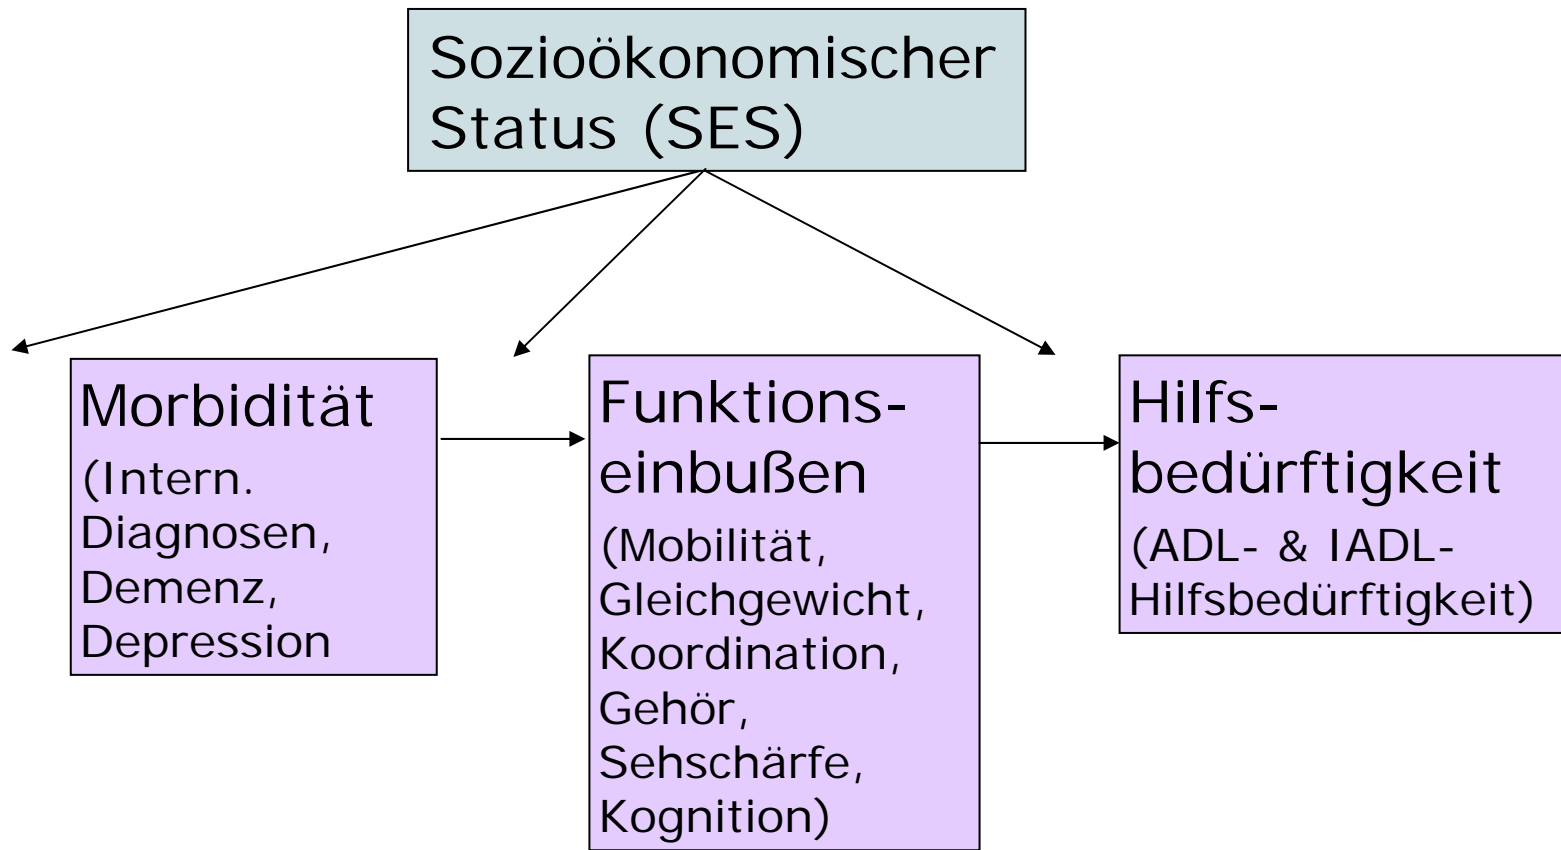 Sozioökonomischer
Status (SES)
Morbidität
(Intern.
Diagnosen,
Demenz,
Depression
Funktions-
einbußen
(Mobilität,
Gleichgewicht,
Koordination,
Gehör,
Sehschärfe,
Kognition)
Hilfs-
bedürftigkeit
(ADL- & IADL-
Hilfsbedürftigkeit)